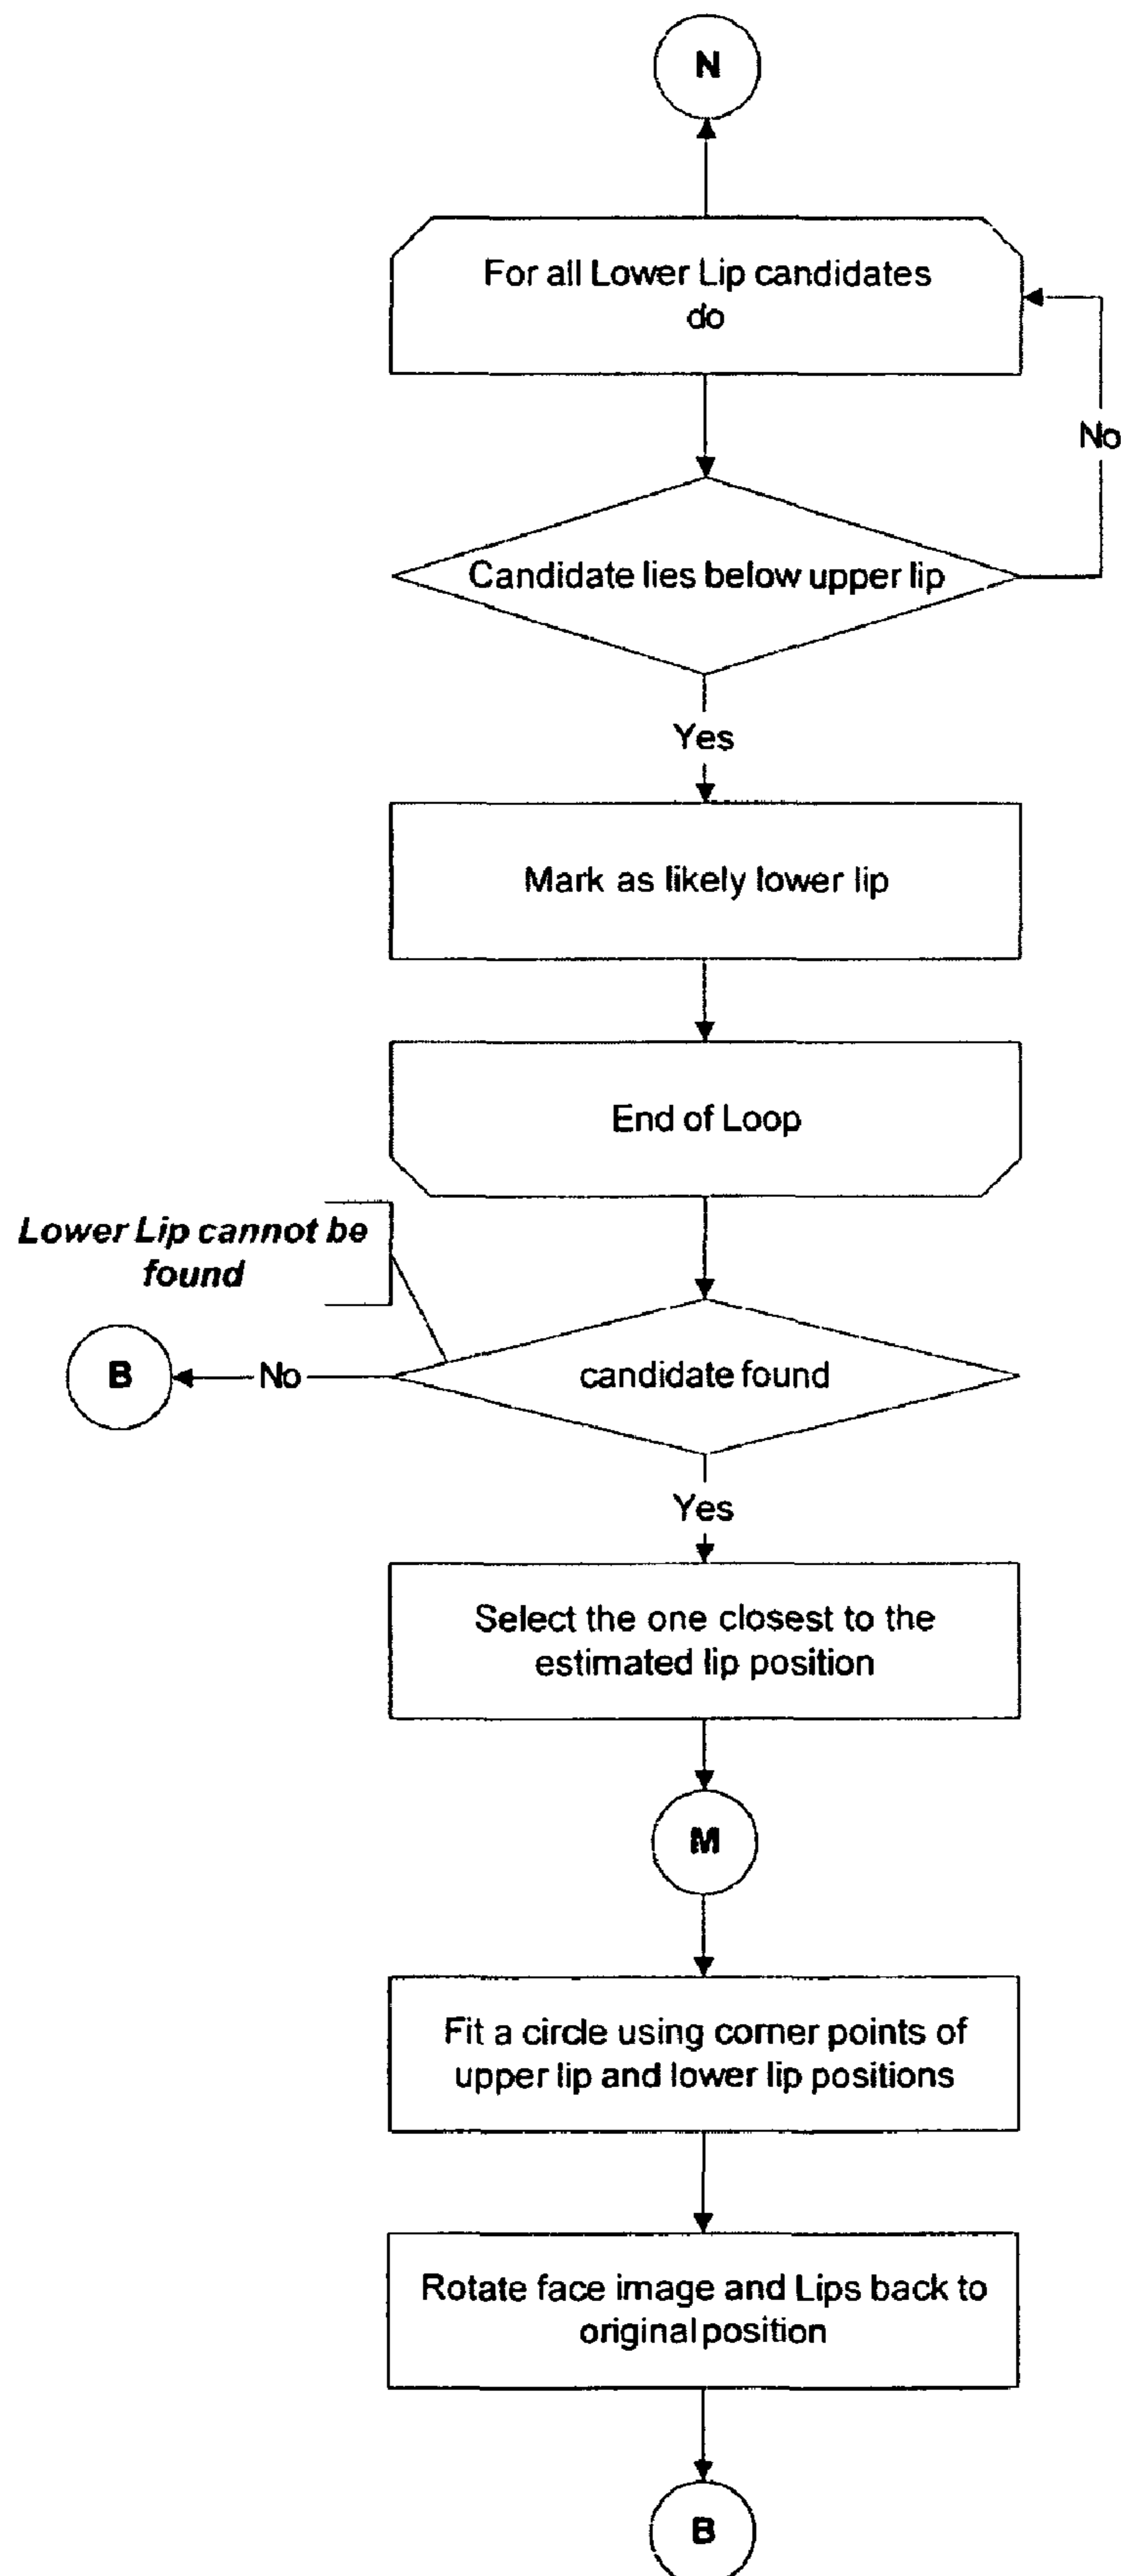 N
For all Lower Lip candidates
do
No
Candidate lies below upper lip
Yes
Mark as likely lower lip
End of Loop
Lower Lip cannot be
found
B
No
candidate found
Yes
Select the one closest to the
estimated lip position
M
Fit a circle using corner points of
upper lip and lower lip positions
Rotate face image and Lips back to
original position
B